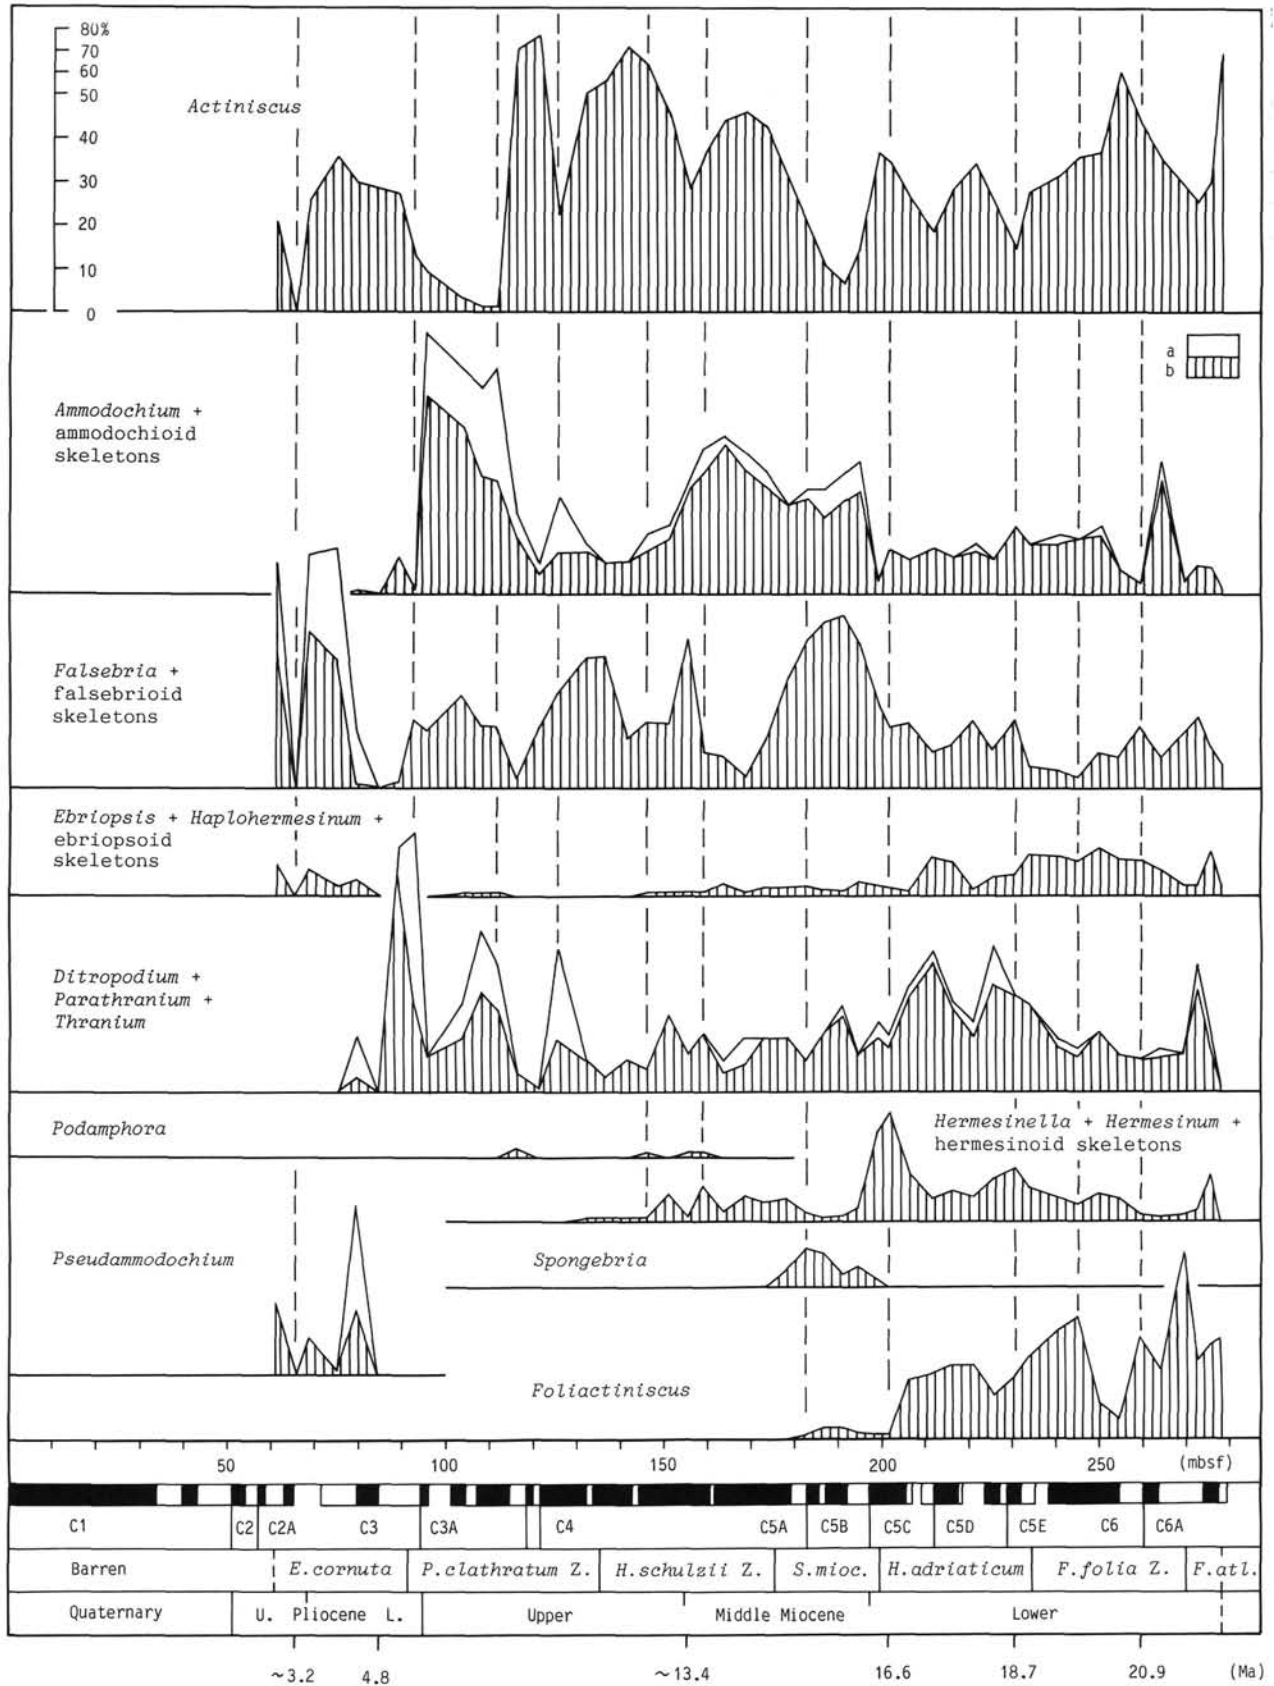 80%
70
60
50
40
30
20
10
0
Actiniscus
a
b
Ammodochium +
ammodochioid
skeletons
Falsebria +
falsebrioid
skeletons
Ebriopsis + Haplohermesinum +
ebriopsoid
skeletons
Ditropodium +
Parathranium +
Thranium
Podamphora
Hermesinella + Hermesinum +
hermesinoid skeletons
Pseudammodochium
Spongebria
Foliactiniscus
50 100 150 200 250 (mbsf)
C1 C2 C2A C3 C3A C4 C5A C5B C5C C5D C5E C6 C6A
Barren E.cornuta P.clathratum Z. H.schulzii Z. S.mioc. H.adriaticum F.folia Z. F.atl.
Quaternary U. Pliocene L. Upper Middle Miocene Lower
~3.2 4.8 ~13.4 16.6 18.7 20.9 (Ma)